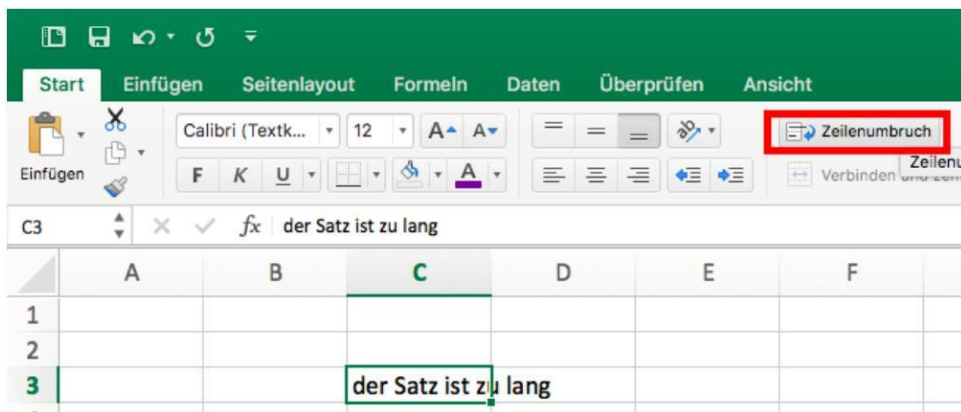 Start Einfügen Seitenlayout Formeln Daten Überprüfen Ansicht
Calibri (Textk... 12 A A Zeilenumbruch
Einfügen F K U A Verbinden Zeilenu
C3 fx der Satz ist zu lang
A B C D E F
1
2
3 der Satz ist zu lang